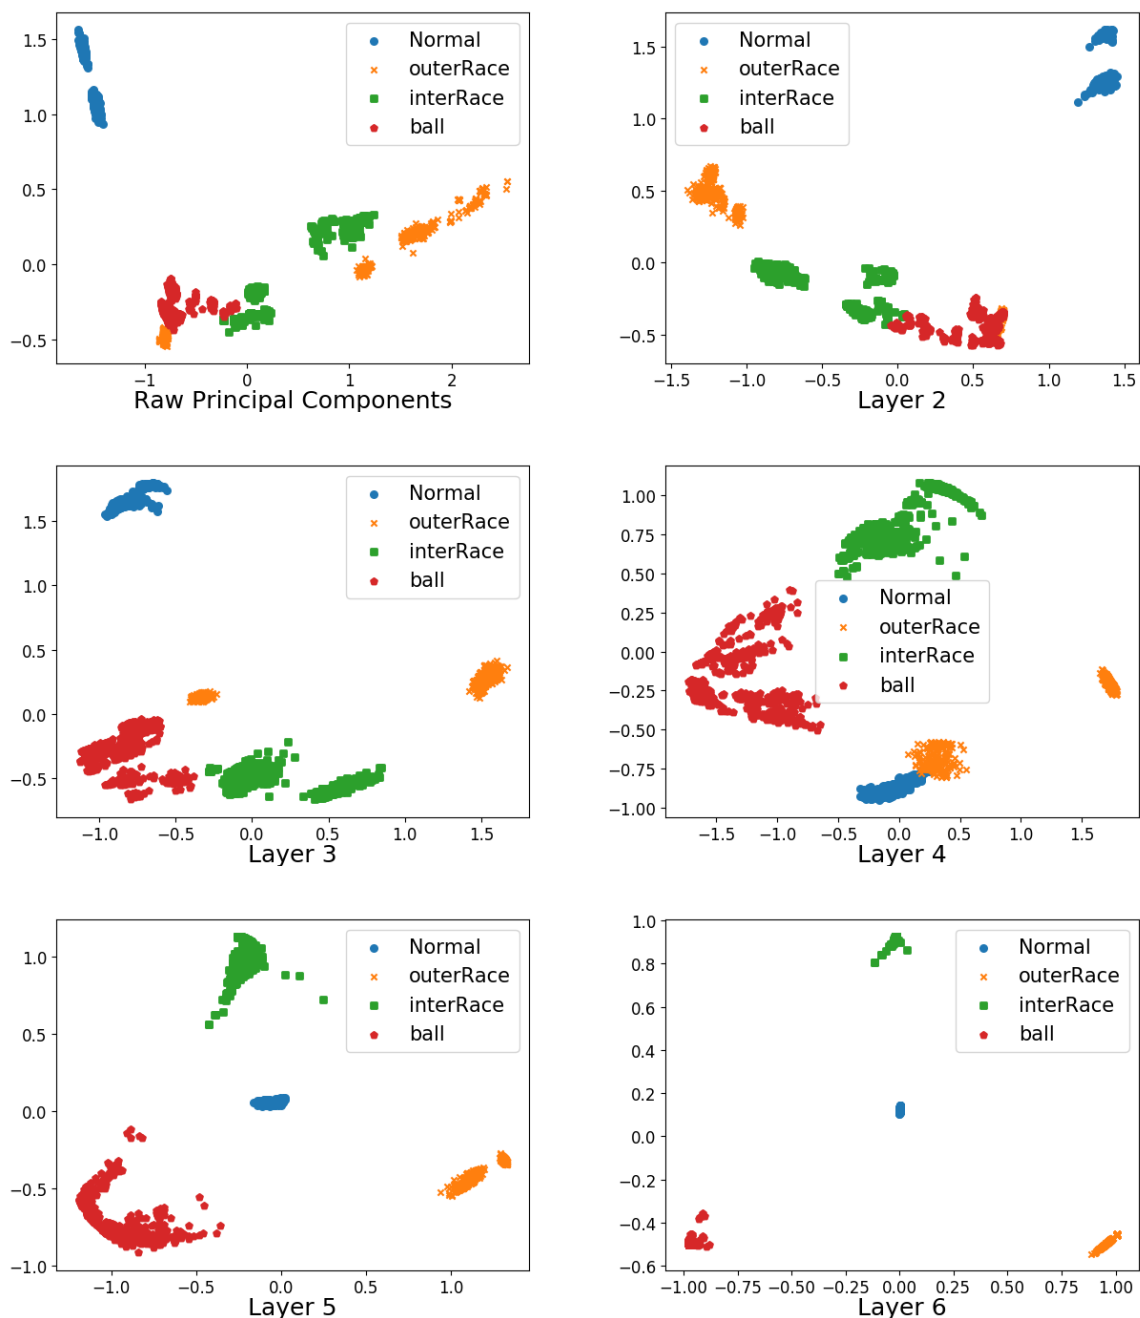 1.5
1.0
0.5
0.0
−0.5
−1
0
1
2
Normal
outerRace
interRace
ball
Raw Principal Components
1.5
1.0
0.5
0.0
−0.5
−1.5
−1.0
−0.5
0.0
0.5
1.0
1.5
Normal
outerRace
interRace
ball
Layer 2
1.5
1.0
0.5
0.0
−0.5
−1.0
−0.5
0.0
0.5
1.0
1.5
Normal
outerRace
interRace
ball
Layer 3
1.00
0.75
0.50
0.25
0.00
−0.25
−0.50
−0.75
−1.00
−1.5
−1.0
−0.5
0.0
0.5
1.0
1.5
Normal
outerRace
interRace
ball
Layer 4
1.0
0.5
0.0
−0.5
−1.0
−1.0
−0.5
0.0
0.5
1.0
Normal
outerRace
interRace
ball
Layer 5
1.0
0.8
0.6
0.4
0.2
0.0
−0.2
−0.4
−0.6
−1.00
−0.75
−0.50
−0.25
0.00
0.25
0.50
0.75
1.00
Normal
outerRace
interRace
ball
Layer 6